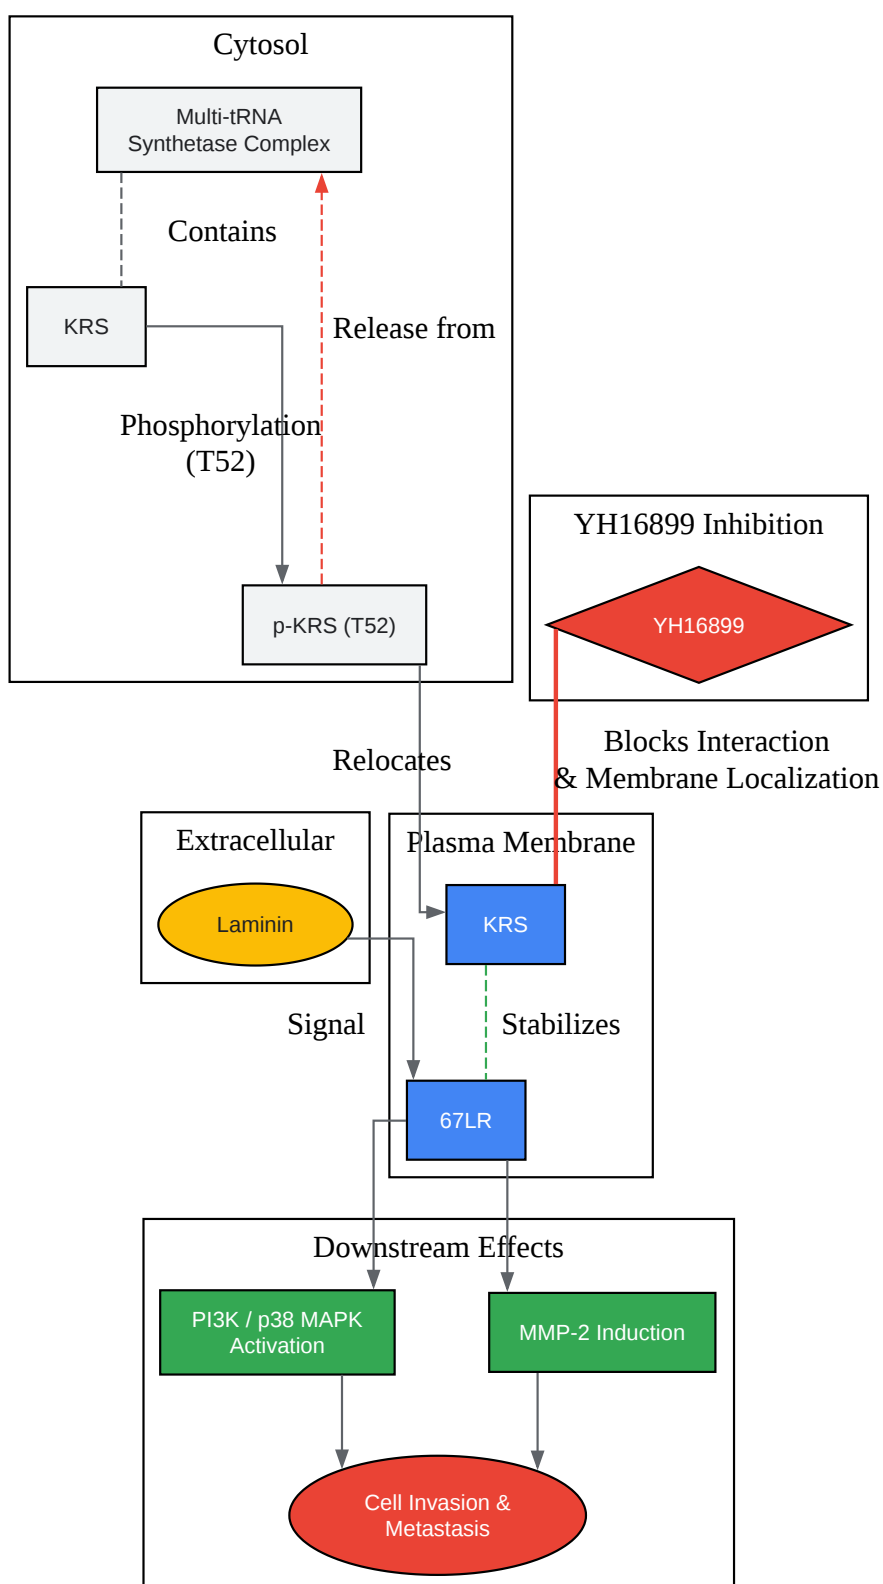 Cytosol
Multi-tRNA
Synthetase Complex
Contains
KRS
Release from
Phosphorylation
(T52)
p-KRS (T52)
YH16899 Inhibition
YH16899
Relocates
Blocks Interaction
& Membrane Localization
Extracellular
Plasma Membrane
Laminin
KRS
Signal
Stabilizes
67LR
Downstream Effects
PI3K / p38 MAPK
Activation
MMP-2 Induction
Cell Invasion &
Metastasis